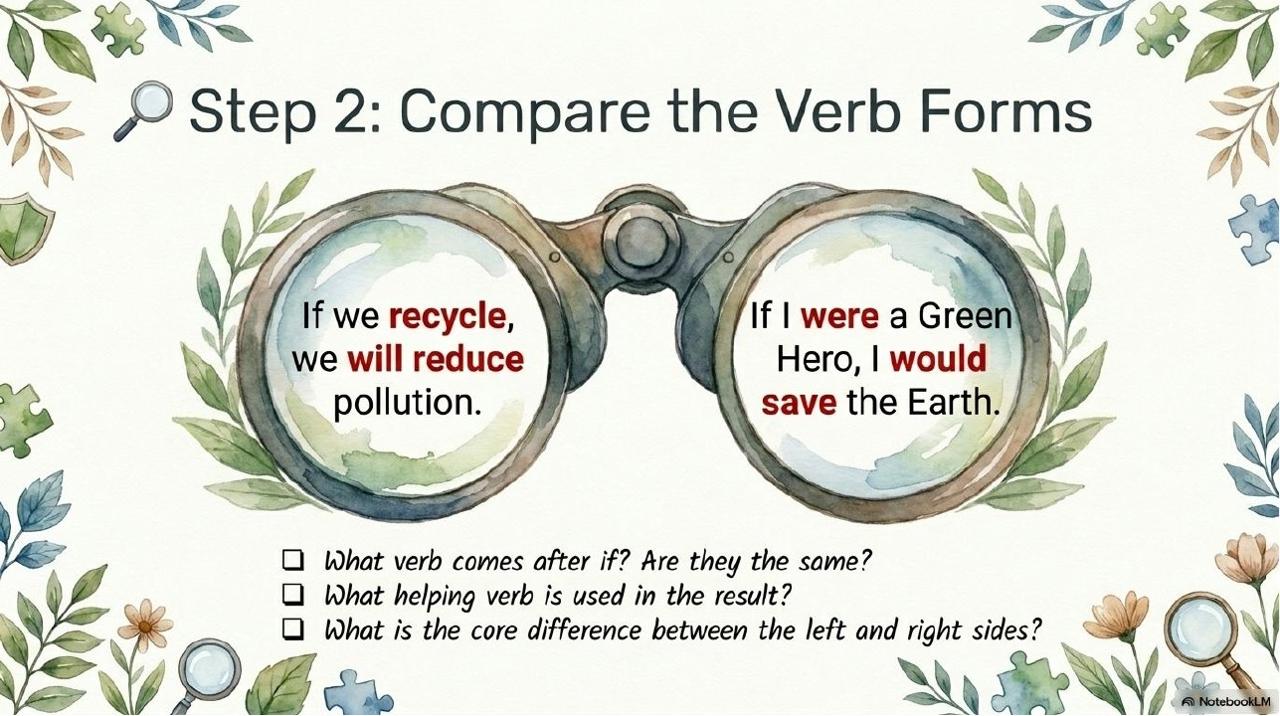 Step 2: Compare the Verb Forms
If we recycle,
we will reduce
pollution.
If I were a Green
Hero, I would
save the Earth.
What verb comes after if? Are they the same?
What helping verb is used in the result?
What is the core difference between the left and right sides?
NotebookLM